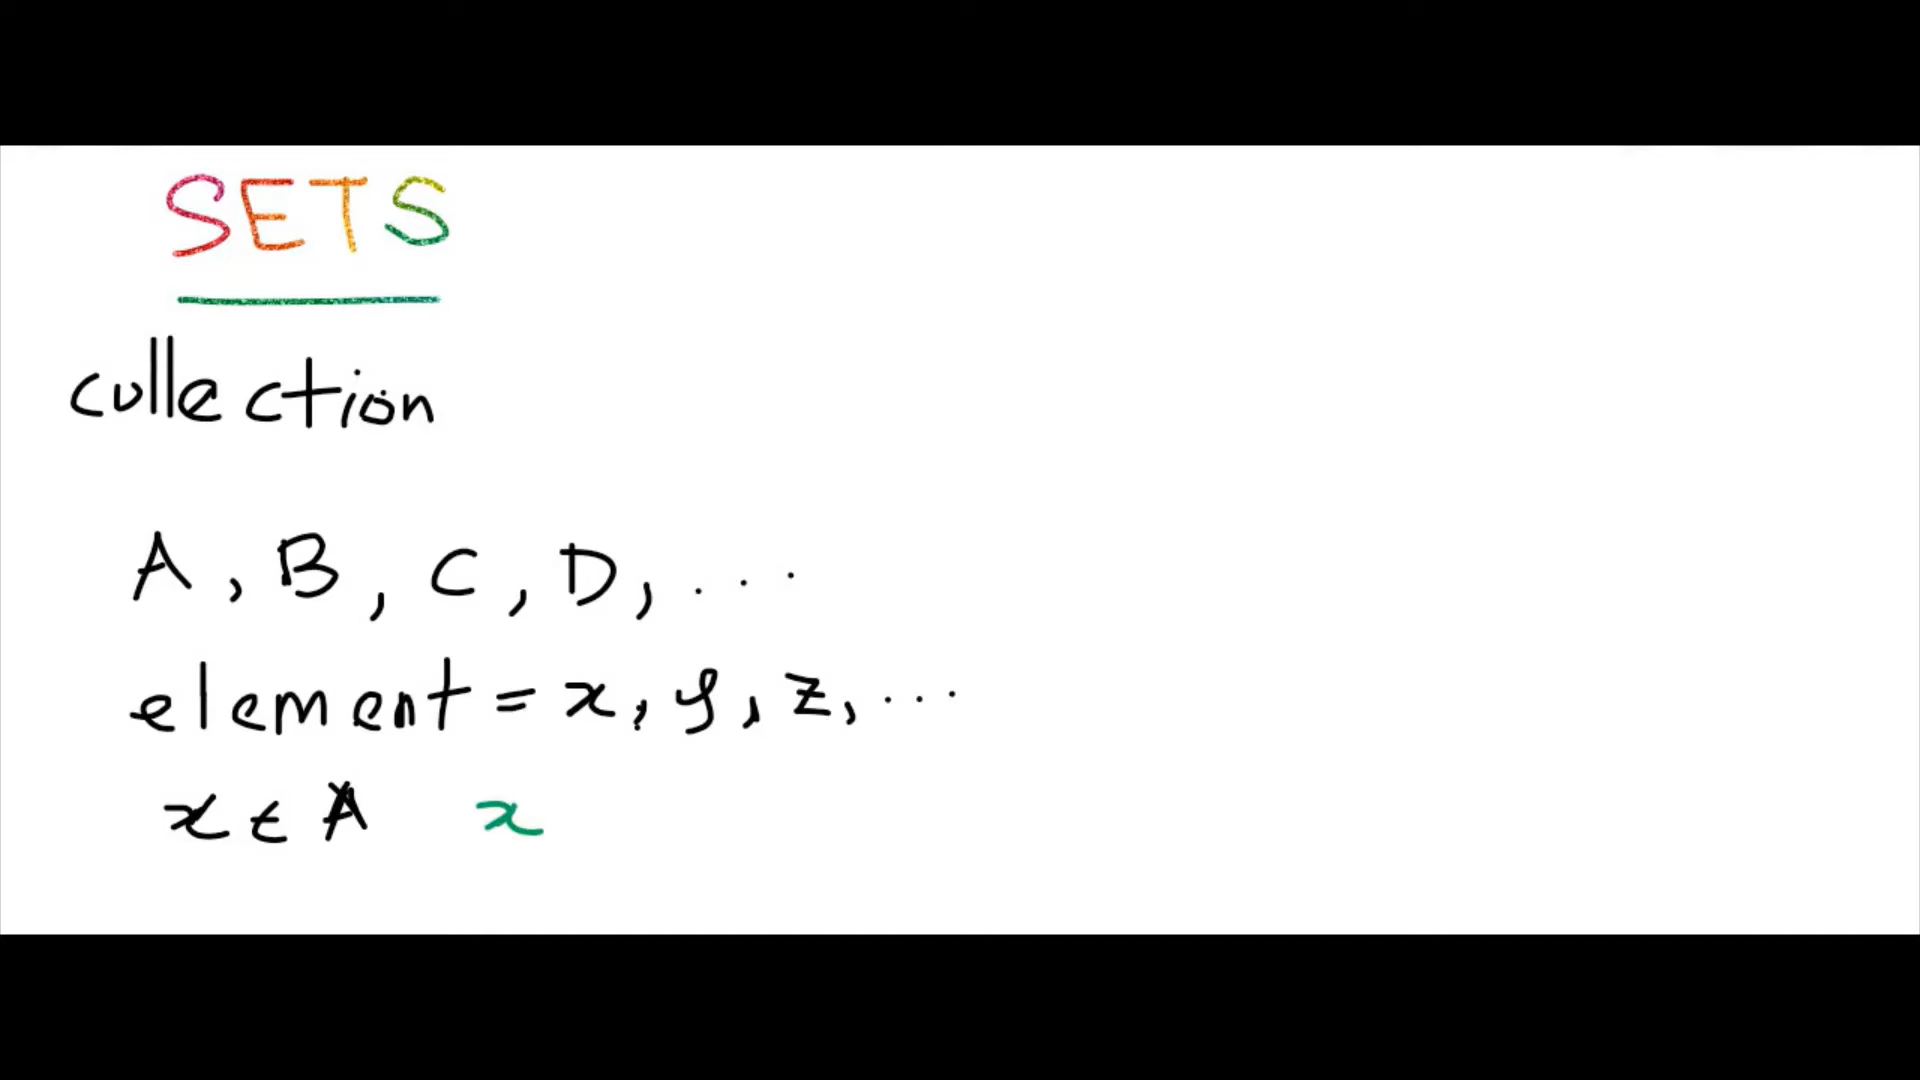 SETS
collection
A, B, C, D, ...
element = x, y, z, ...
x ∈ A x